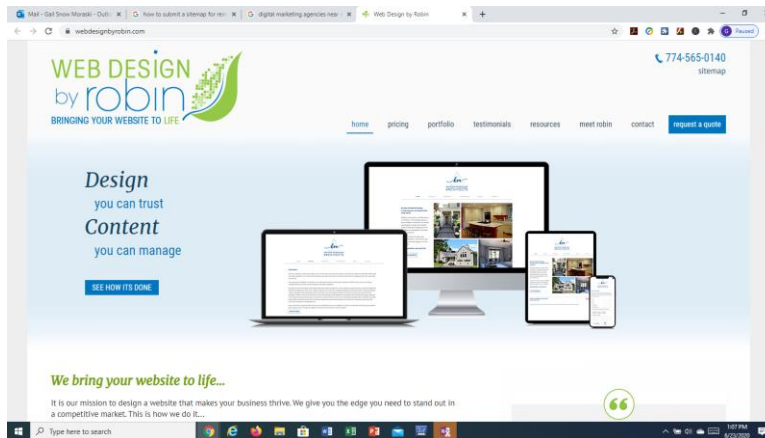 Mail - Gail Snow Moraski - Outl
how to submit a sitemap for
digital marketing agencies near
Web Design by Robin
webdesignbyrobin.com
Paused
774-565-0140
sitemap
WEB DESIGN
by robin
BRINGING YOUR WEBSITE TO LIFE
home pricing portfolio testimonials resources meet robin contact request a quote
Design
you can trust
Content
you can manage
SEE HOW ITS DONE
We bring your website to life...
It is our mission to design a website that makes your business thrive. We give you the edge you need to stand out in
a competitive market. This is how we do it...
Type here to search
1:07 PM
6/23/2020